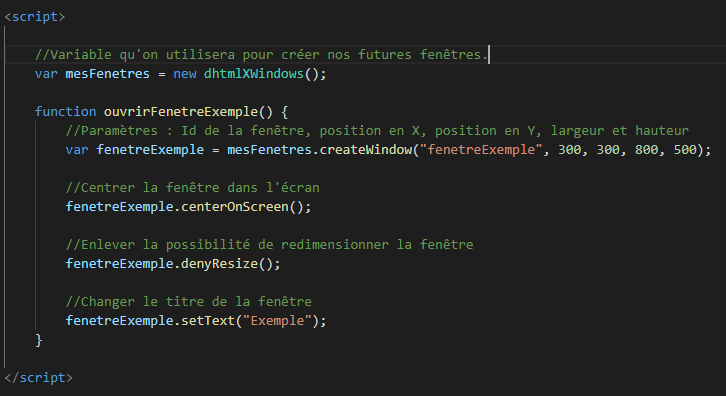 <script>
//Variable qu'on utilisera pour créer nos futures fenêtres.
var mesFenetres = new dhtmlXWindows();
function ouvrirFenetreExemple() {
//Paramètres : Id de la fenêtre, position en X, position en Y, largeur et hauteur
var fenetreExemple = mesFenetres.createWindow("fenetreExemple", 300, 300, 800, 500);
//Centrer la fenêtre dans l'écran
fenetreExemple.centerOnScreen();
//Enlever la possibilité de redimensionner la fenêtre
fenetreExemple.denyResize();
//Changer le titre de la fenêtre
fenetreExemple.setText("Exemple");
}
</script>